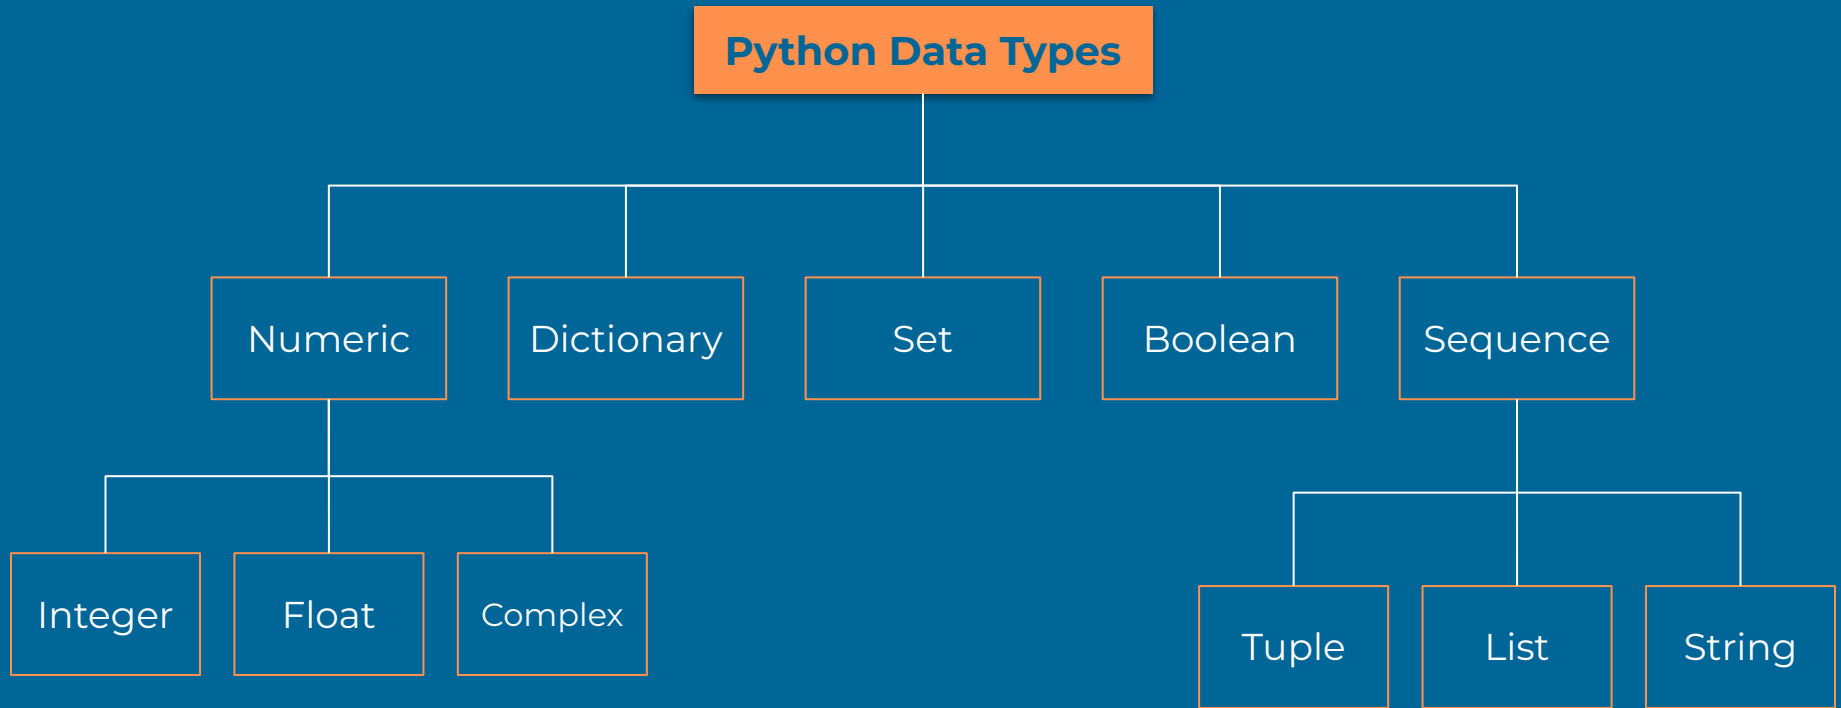 Python Data Types
Numeric
Dictionary
Set
Boolean
Sequence
Integer
Float
Complex
Tuple
List
String